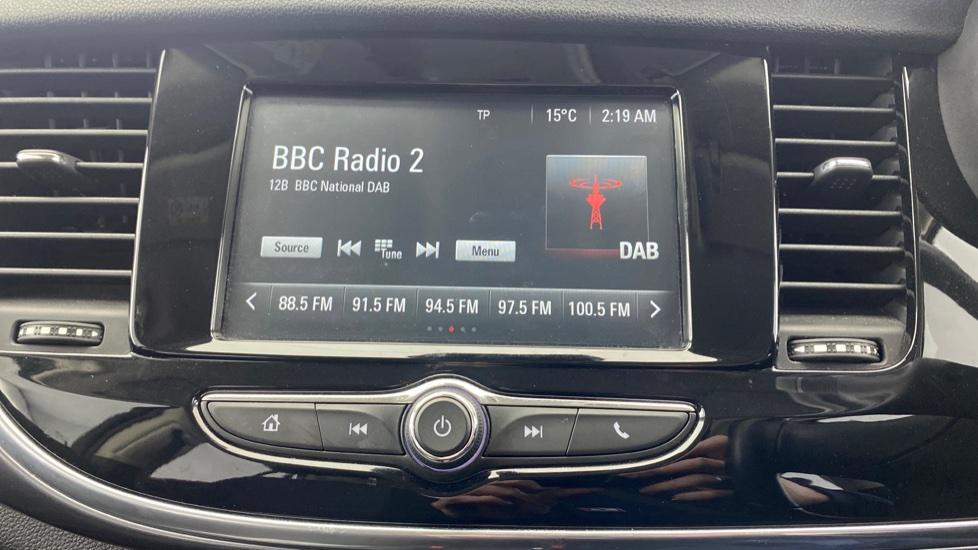 TP 15°C 2:19 AM
BBC Radio 2
12B BBC National DAB
DAB
Source Tune Menu
88.5 FM 91.5 FM 94.5 FM 97.5 FM 100.5 FM